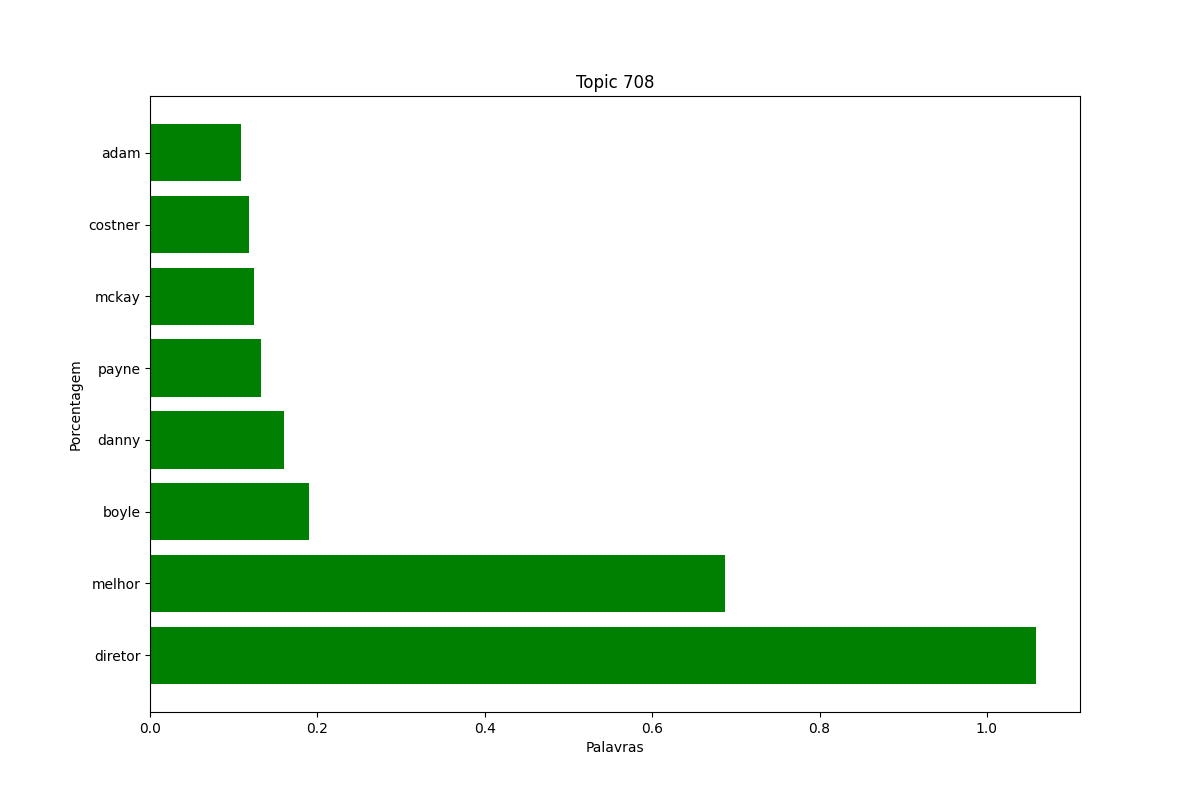 Topic 708
adam
costner
mckay
payne
danny
boyle
melhor
diretor
Porcentagem
0.0 0.2 0.4 0.6 0.8 1.0
Palavras